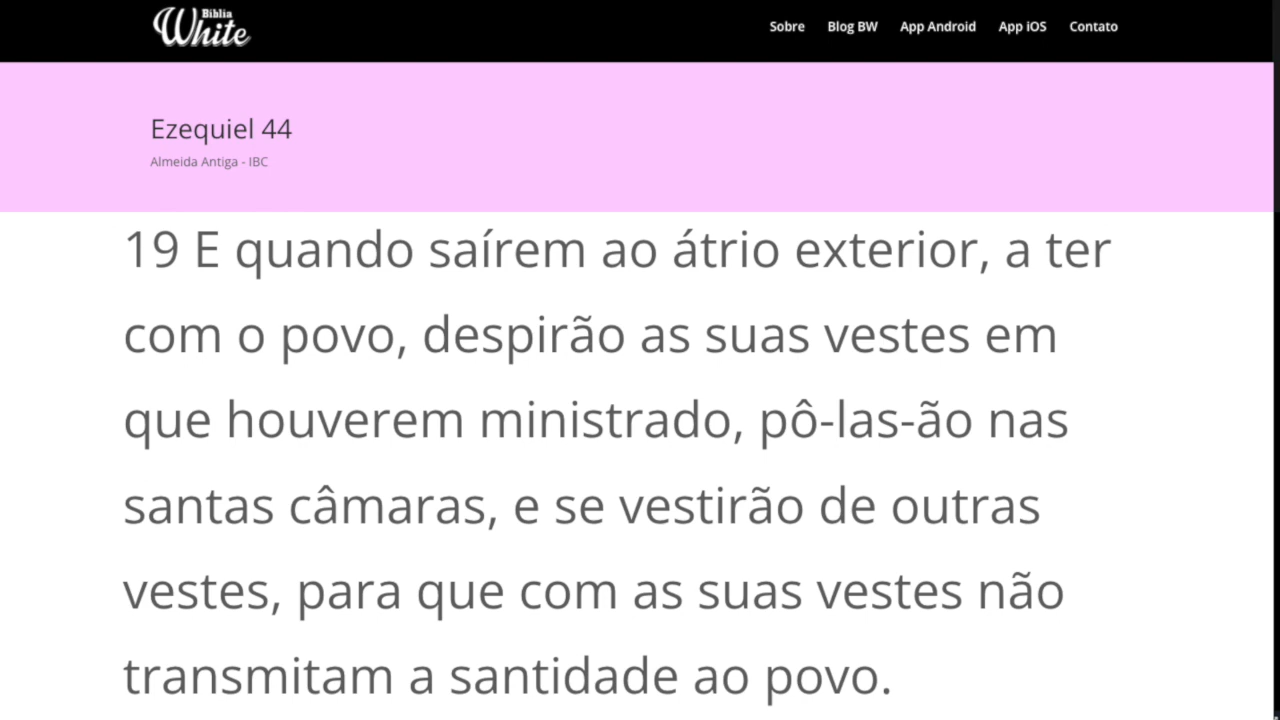 Bíblia
White
Sobre Blog BW App Android App iOS Contato
Ezequiel 44
Almeida Antiga - IBC
19 E quando saírem ao átrio exterior, a ter
com o povo, despirão as suas vestes em
que houverem ministrado, pô-las-ão nas
santas câmaras, e se vestirão de outras
vestes, para que com as suas vestes não
transmitam a santidade ao povo.